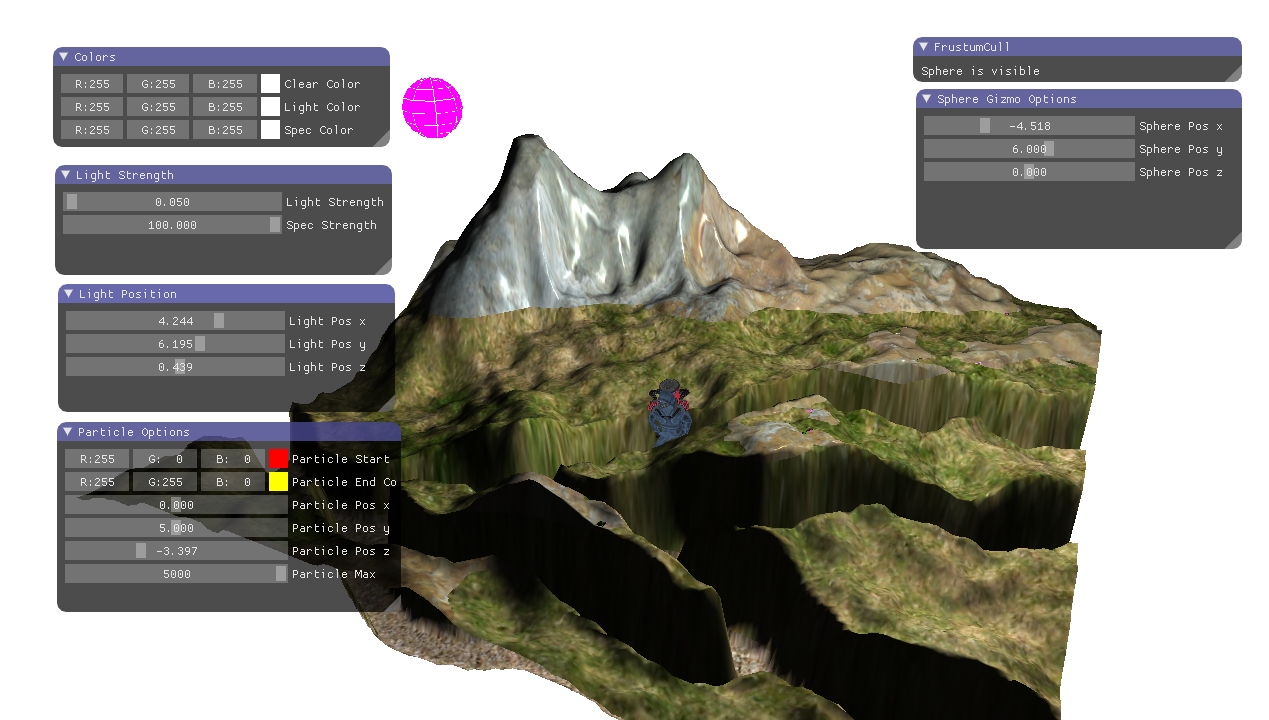 Colors
R:255 G:255 B:255 Clear Color
R:255 G:255 B:255 Light Color
R:255 G:255 B:255 Spec Color
Light Strength
0.050 Light Strength
100.000 Spec Strength
Light Position
4.244 Light Pos x
6.195 Light Pos y
0.439 Light Pos z
Particle Options
R:255 G: 0 B: 0 Particle Start
R:255 G:255 B: 0 Particle End Co
0.000 Particle Pos x
5.000 Particle Pos y
-3.397 Particle Pos z
5000 Particle Max
FrustumCull
Sphere is visible
Sphere Gizmo Options
-4.518 Sphere Pos x
6.000 Sphere Pos y
0.000 Sphere Pos z